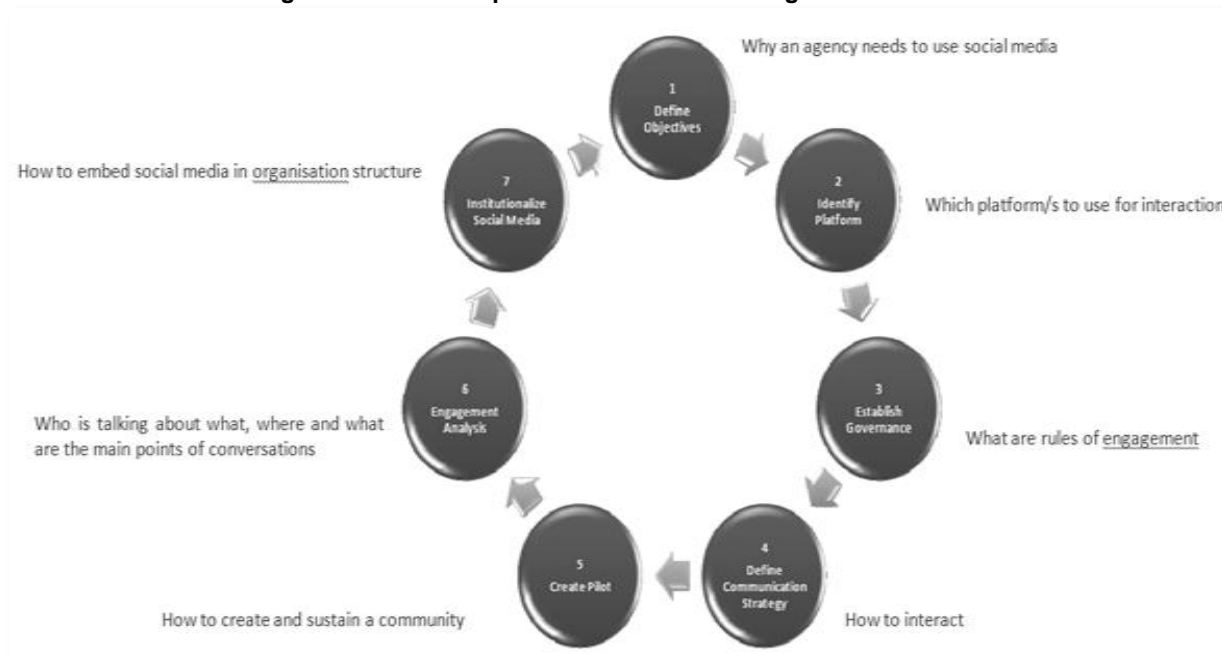 Why an agency needs to use social media
1
Define
Objectives
How to embed social media in organisation structure
7
Institutionalize
Social Media
2
Identify
Platform
Which platform/s to use for interaction
6
Engagement
Analysis
Who is talking about what, where and what
are the main points of conversations
3
Establish
Governance
What are rules of engagement
5
Create Pilot
How to create and sustain a community
4
Define
Communication
Strategy
How to interact